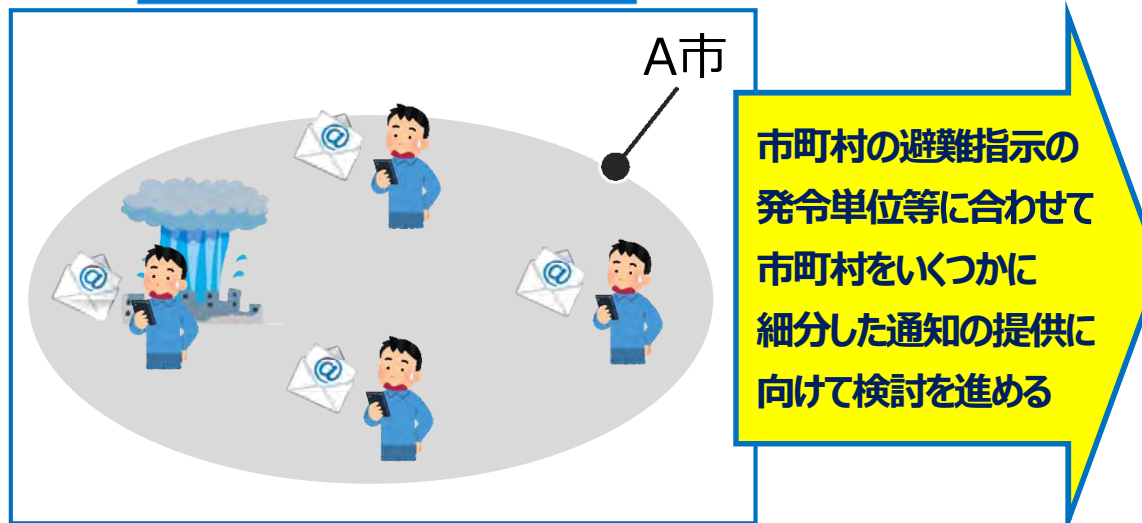 A市
市町村の避難指示の
発令単位等に合わせて
市町村をいくつかに
細分した通知の提供に
向けて検討を進める
@
@
@
@